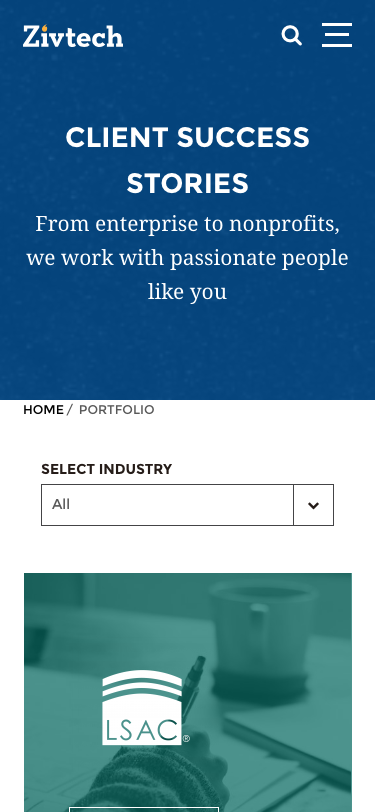 Zivtech
CLIENT SUCCESS
STORIES
From enterprise to nonprofits,
we work with passionate people
like you
HOME / PORTFOLIO
SELECT INDUSTRY
All
LSAC®